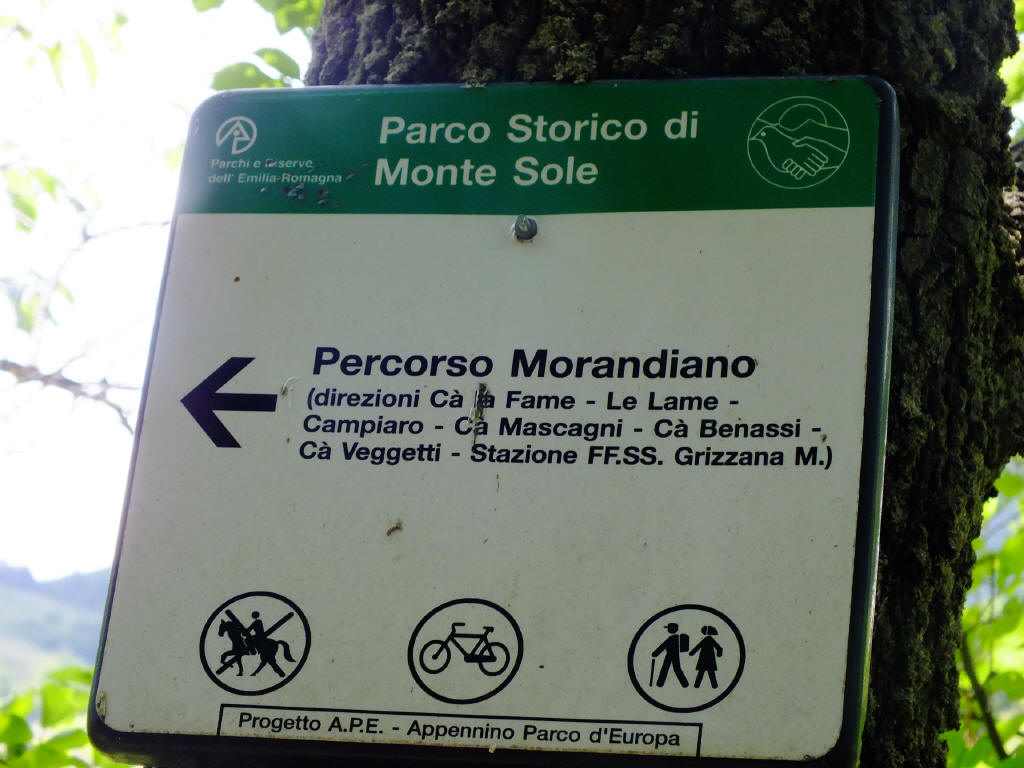 Parco Storico di
Monte Sole
Parchi e Riserve
dell' Emilia-Romagna
Percorso Morandiano
(direzioni Cà la Fame - Le Lame -
Campiaro - Cà Mascagni - Cà Benassi -
Cà Veggetti - Stazione FF.SS. Grizzana M.)
Progetto A.P.E. - Appennino Parco d'Europa